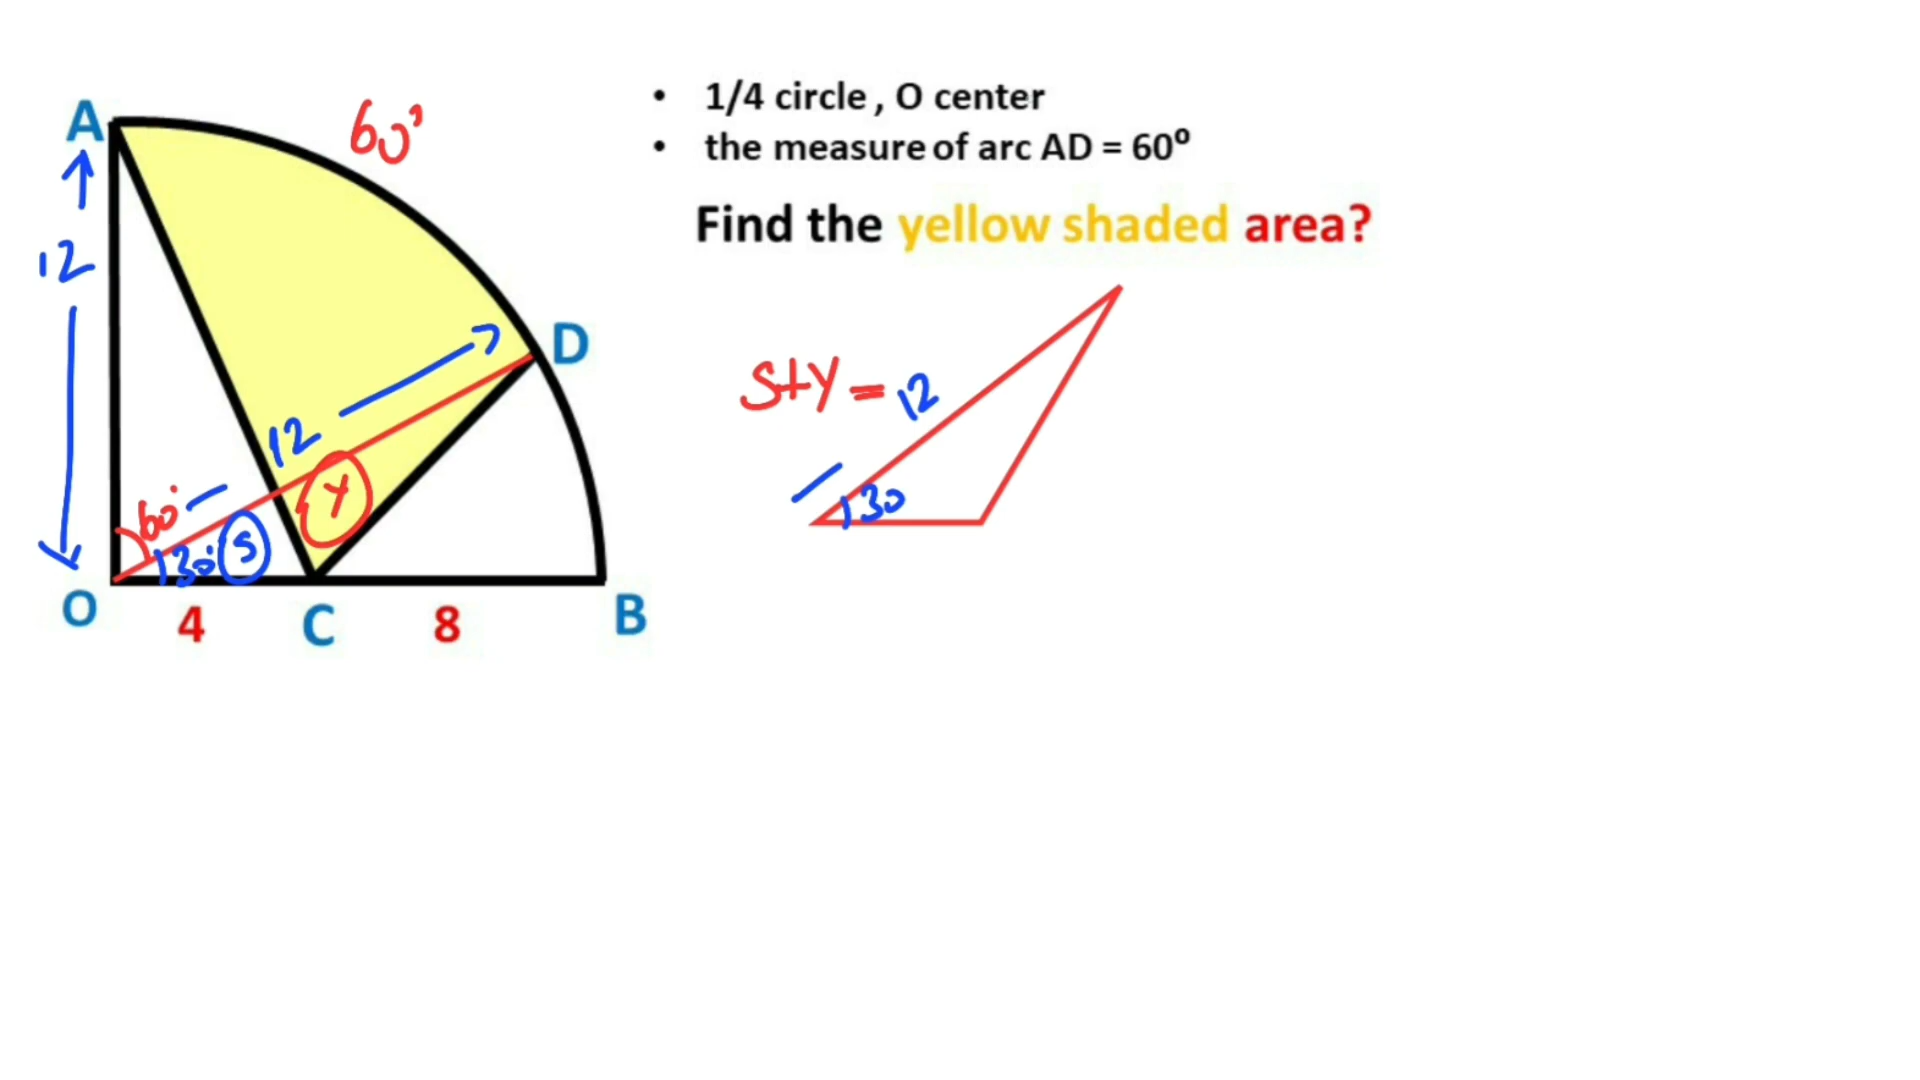 • 1/4 circle , O center
• the measure of arc AD = 60⁰
Find the yellow shaded area?
A
60°
12
D
12
S+Y = 12
Y
60°
30°
S
30
O
4
C
8
B